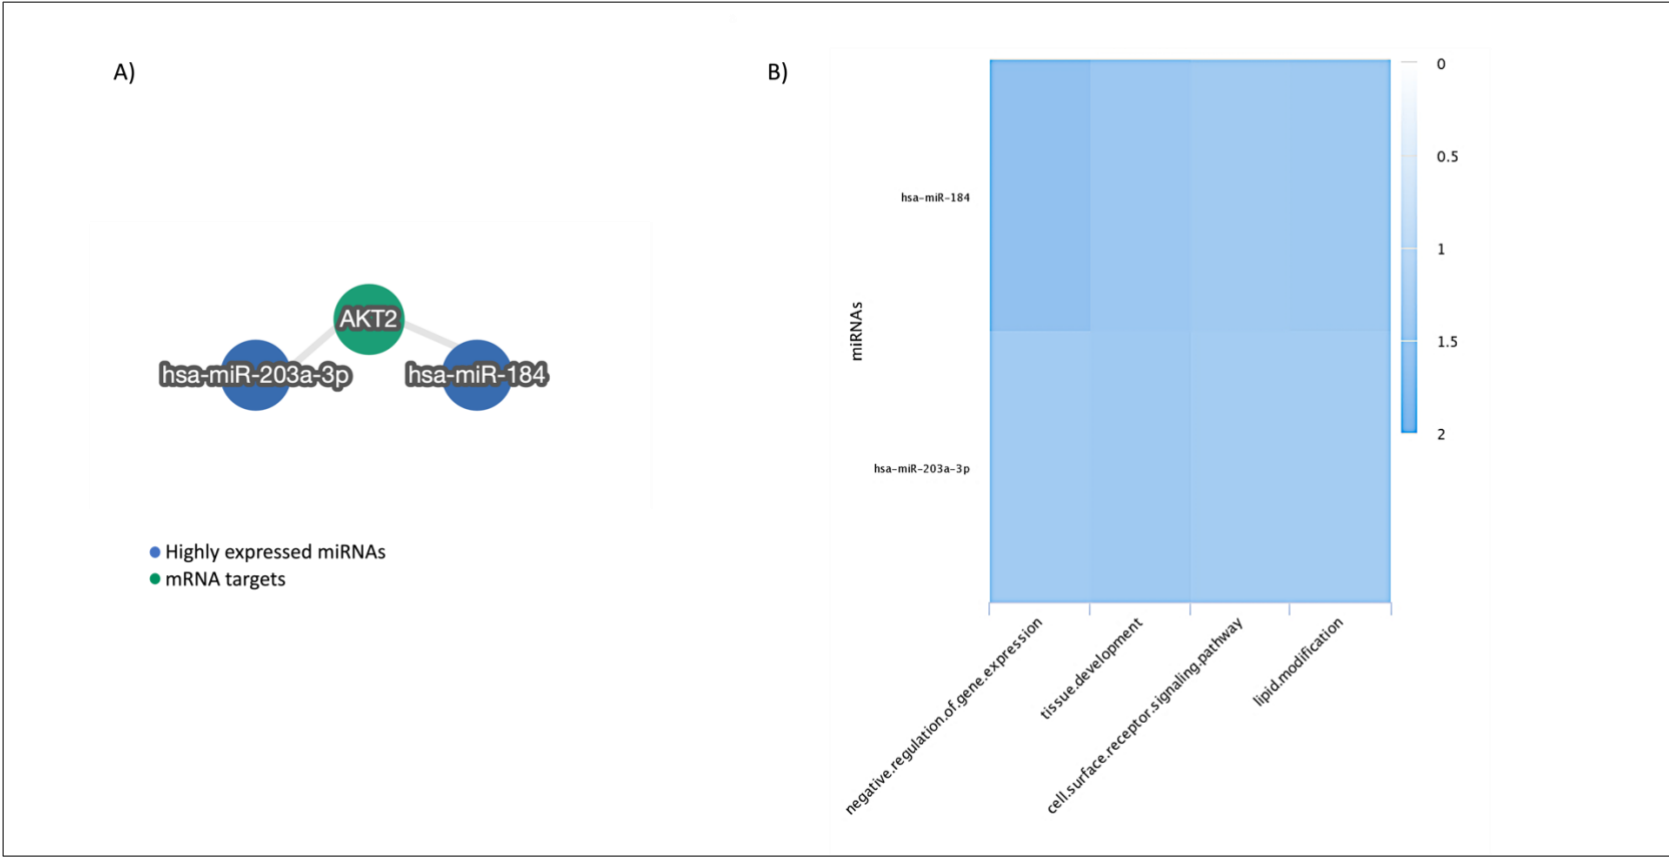 A)
AKT2
hsa-miR-203a-3p
hsa-miR-184
Highly expressed miRNAs
mRNA targets
B)
miRNAs
hsa-miR-184
hsa-miR-203a-3p
negative.regulation.of.gene.expression
tissue.development
cell.surface.receptor.signaling.pathway
lipid.modification
0
0.5
1
1.5
2